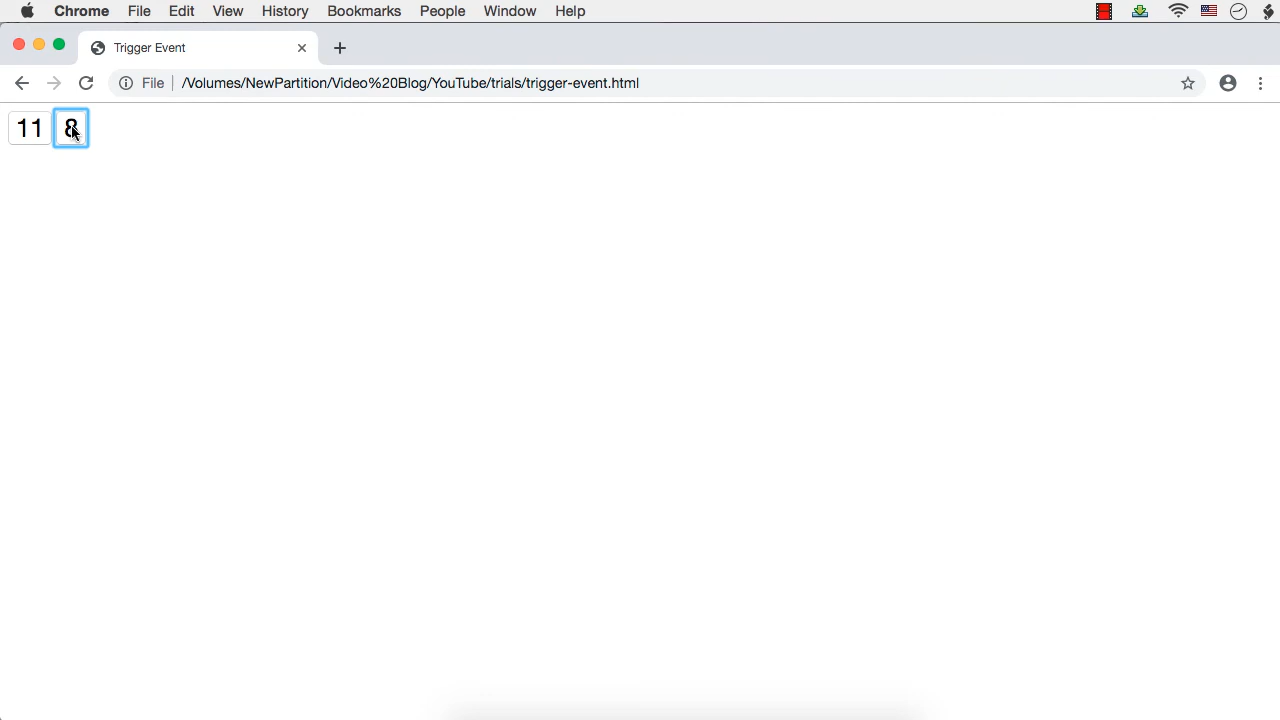 Chrome File Edit View History Bookmarks People Window Help
Trigger Event
File /Volumes/NewPartition/Video%20Blog/YouTube/trials/trigger-event.html
11 8